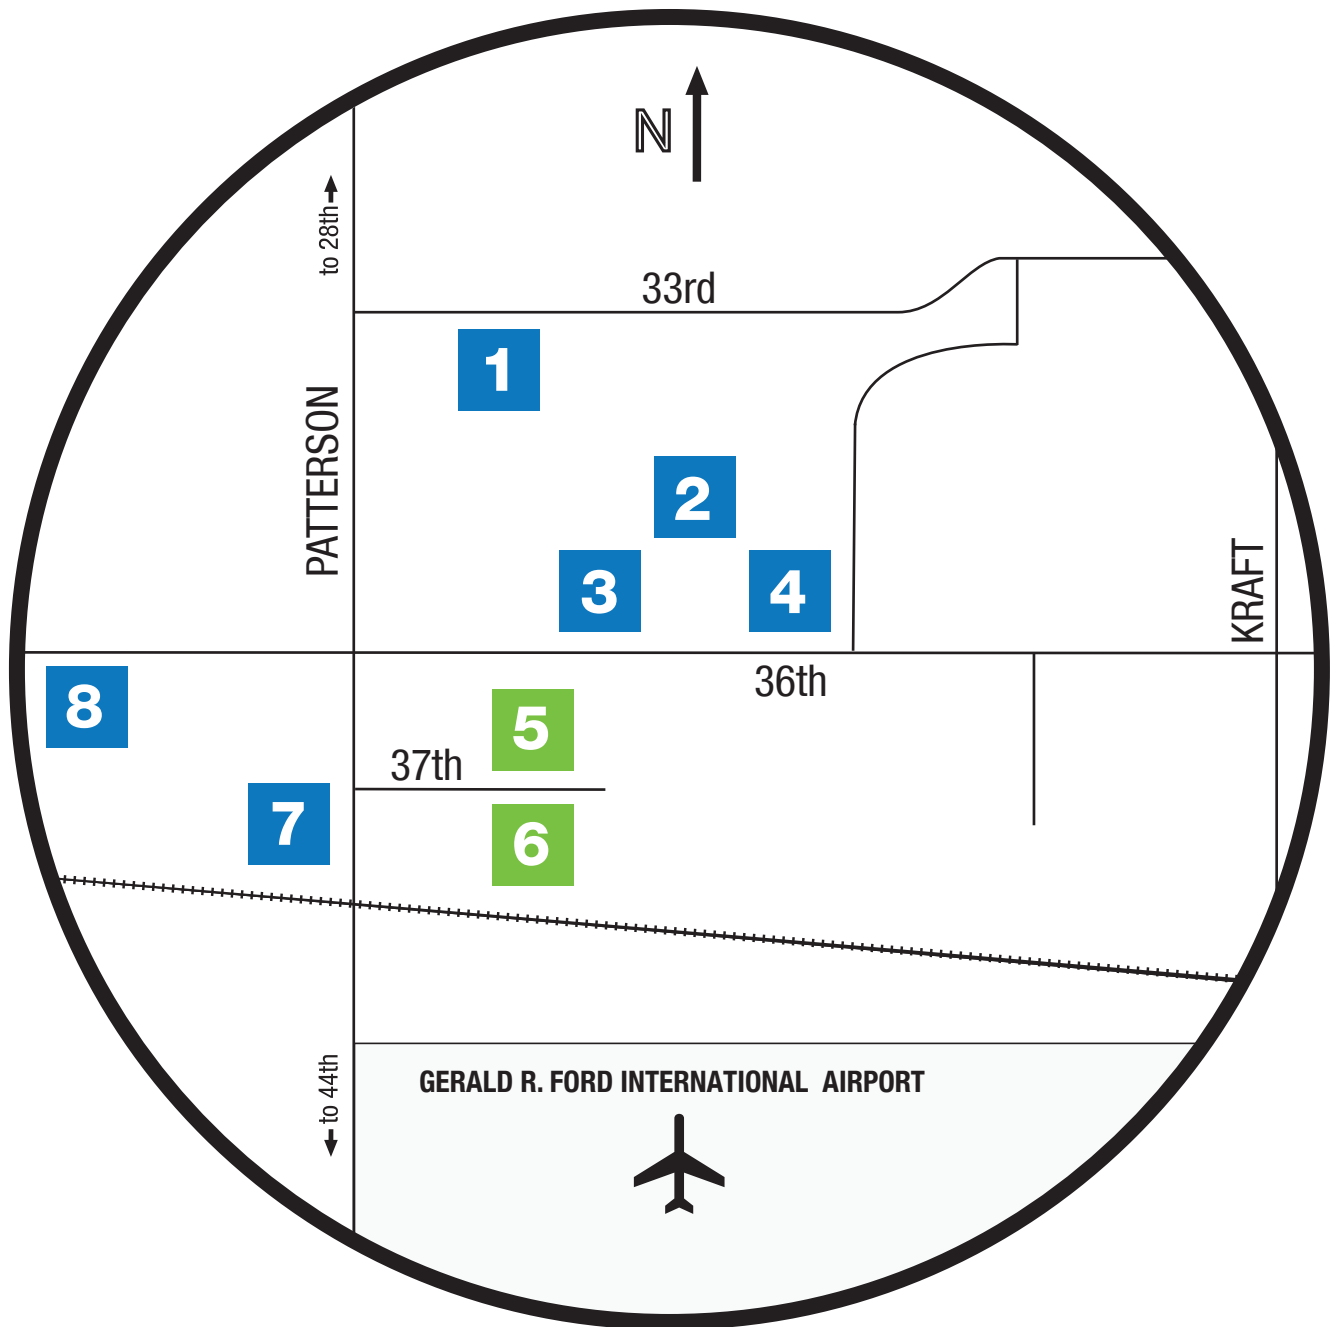 N
to 28th
33rd
1
PATTERSON
2
3
4
KRAFT
36th
8
5
37th
7
6
to 44th
GERALD R. FORD INTERNATIONAL AIRPORT